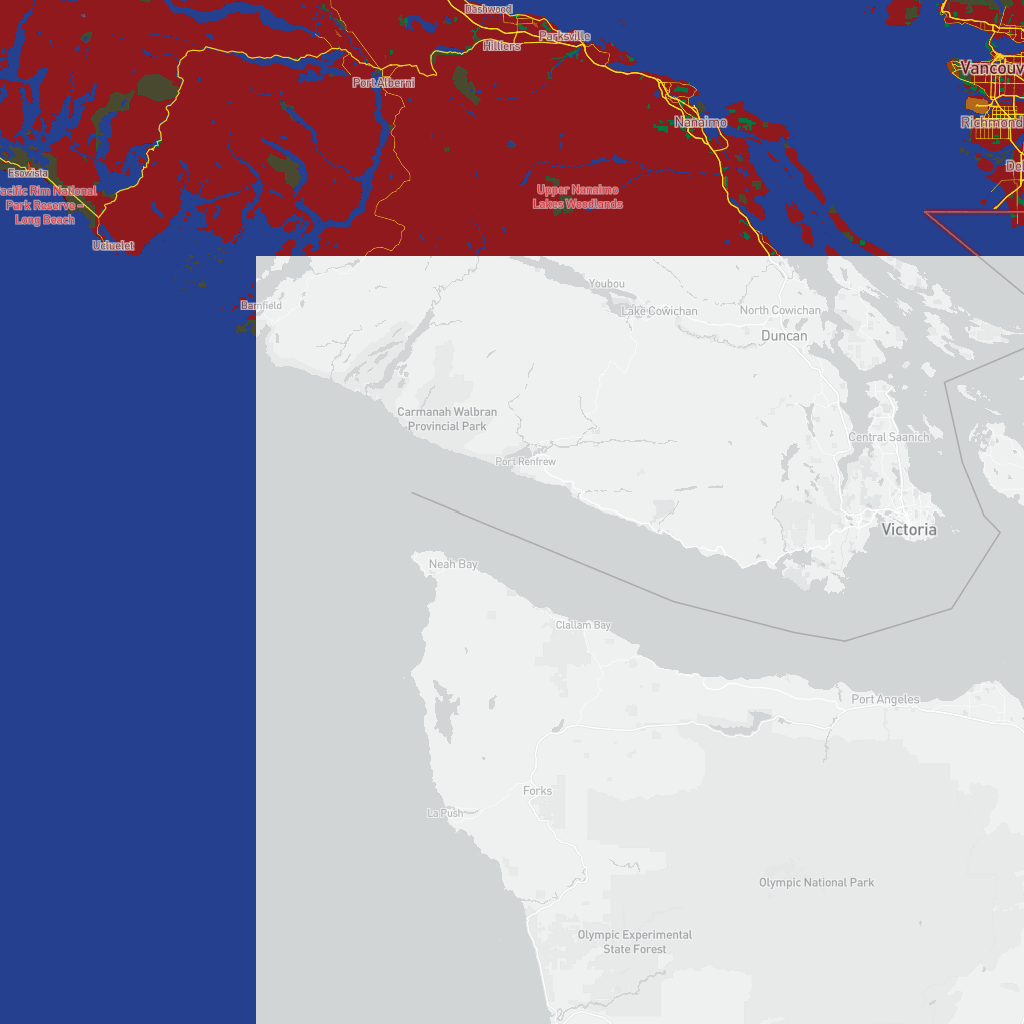 Dashwood
Parksville
Hilliers
Port Alberni
Vancouv
Nanaimo
Richmond
Esowista
Pacific Rim National
Park Reserve –
Long Beach
Upper Nanaimo
Lakes Woodlands
De
Ucluelet
Bamfield
Youbou
Lake Cowichan
North Cowichan
Duncan
Carmanah Walbran
Provincial Park
Central Saanich
Port Renfrew
Victoria
Neah Bay
Clallam Bay
Port Angeles
Forks
La Push
Olympic National Park
Olympic Experimental
State Forest